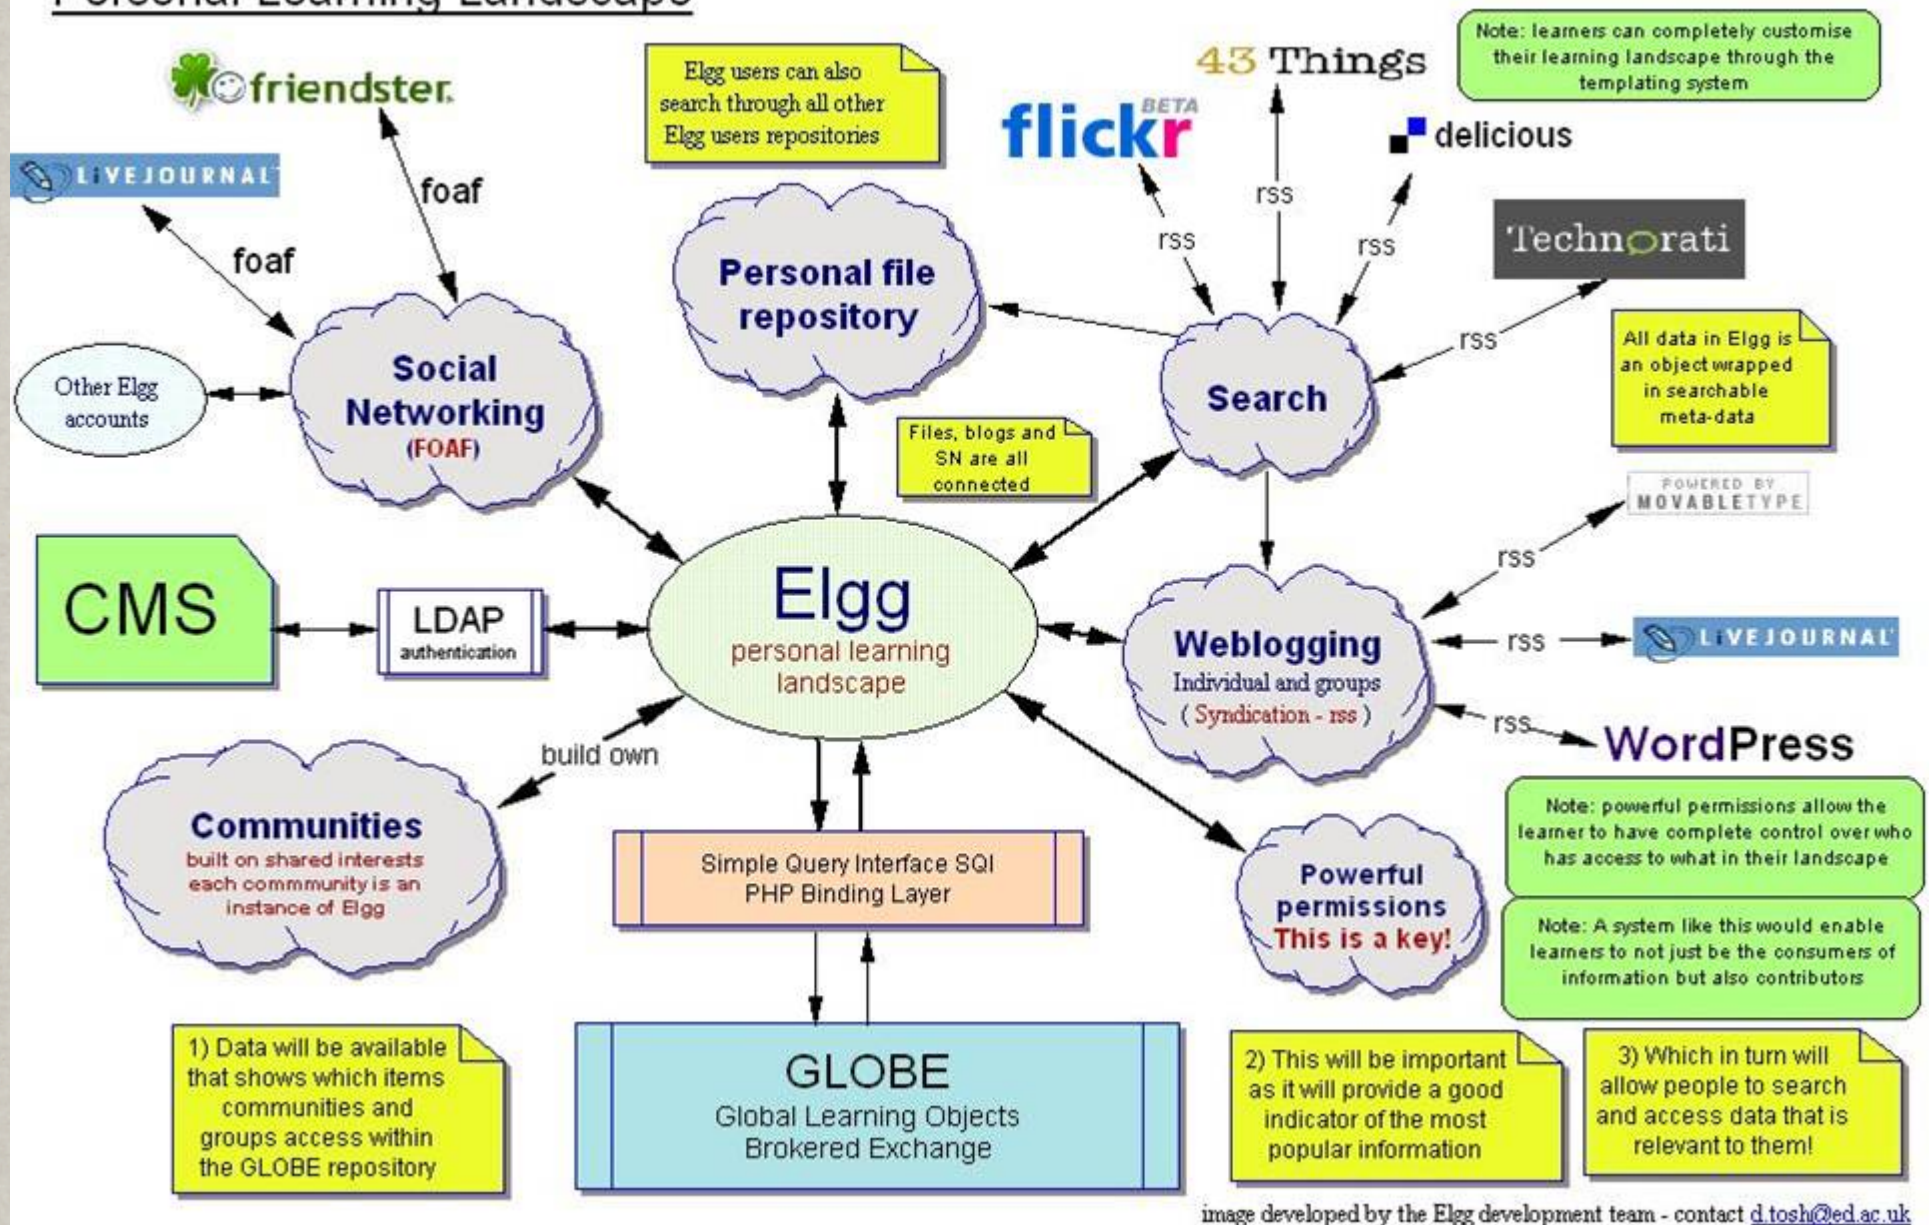 Personal Learning Landscape
friendster.
LiVEJOURNAL
foaf
foaf
Other Elgg
accounts
Social
Networking
(FOAF)
Elgg users can also
search through all other
Elgg users repositories
Personal file
repository
Files, blogs and
SN are all
connected
43 Things
flickr BETA
delicious
Technorati
rss
rss
rss
rss
Search
Note: learners can completely customise
their learning landscape through the
templating system
All data in Elgg is
an object wrapped
in searchable
meta-data
POWERED BY
MOVABLETYPE
rss
LiVEJOURNAL
rss
WordPress
rss
Weblogging
Individual and groups
( Syndication - rss )
CMS
LDAP
authentication
Elgg
personal learning
landscape
build own
Communities
built on shared interests
each commmunity is an
instance of Elgg
Simple Query Interface SQI
PHP Binding Layer
Powerful
permissions
This is a key!
Note: powerful permissions allow the
learner to have complete control over who
has access to what in their landscape
Note: A system like this would enable
learners to not just be the consumers of
information but also contributors
1) Data will be available
that shows which items
communities and
groups access within
the GLOBE repository
GLOBE
Global Learning Objects
Brokered Exchange
2) This will be important
as it will provide a good
indicator of the most
popular information
3) Which in turn will
allow people to search
and access data that is
relevant to them!
image developed by the Elgg development team - contact d.tosh@ed.ac.uk